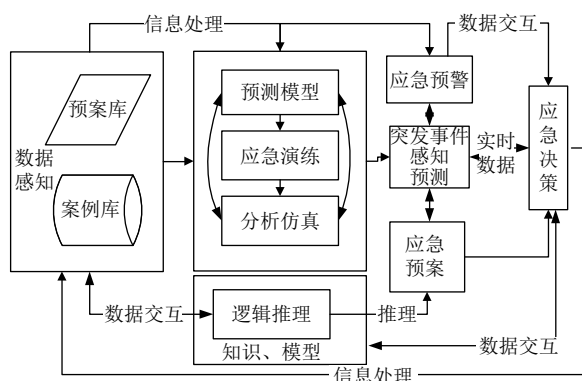 信息处理
数据交互
预案库
数据
感知
案例库
预测模型
应急演练
分析仿真
应急预警
突发事件
感知
预测
实时
数据
应
急
决
策
应急
预案
数据交互
逻辑推理
推理
知识、模型
数据交互
信息处理